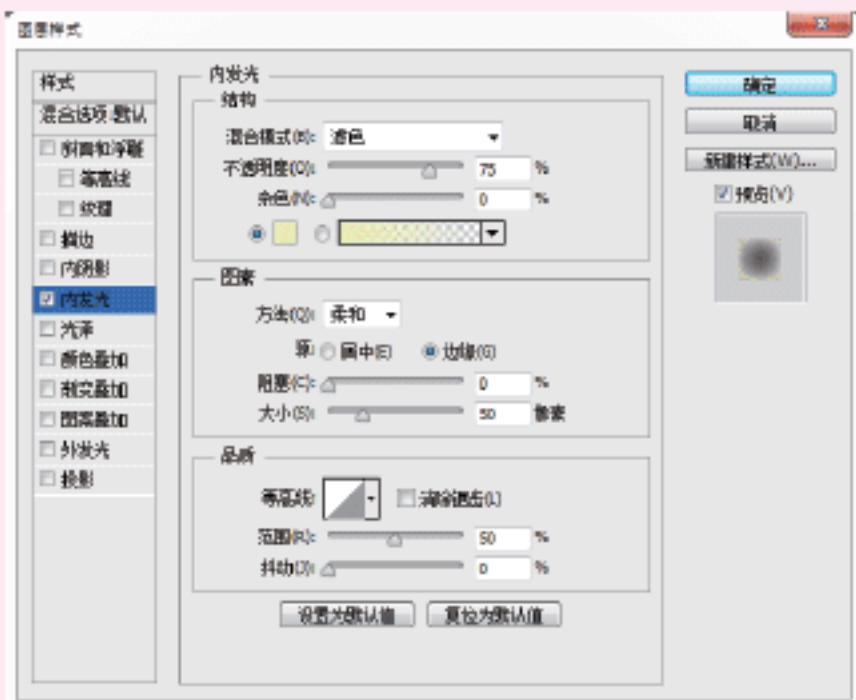 图层样式
样式
混合选项:默认
斜面和浮雕
等高线
纹理
描边
内阴影
内发光
光泽
颜色叠加
渐变叠加
图案叠加
外发光
投影
内发光
结构
混合模式(B): 滤色
不透明度(O): 75 %
杂色(N): 0 %
图素
方法(Q): 柔和
源: 居中(E) 边缘(G)
阻塞(C): 0 %
大小(S): 50 像素
品质
等高线: 消除锯齿(L)
范围(R): 50 %
抖动(J): 0 %
设置为默认值 复位为默认值
确定
取消
新建样式(W)...
预览(V)